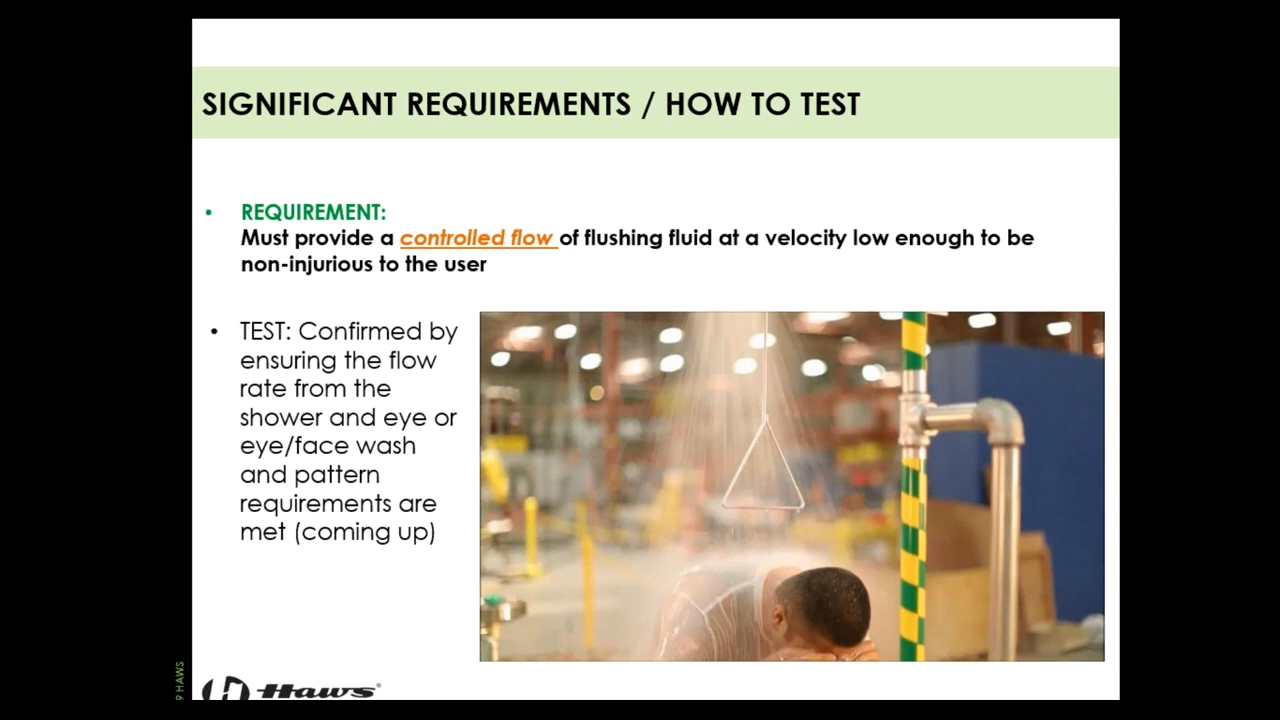 SIGNIFICANT REQUIREMENTS / HOW TO TEST
• REQUIREMENT:
Must provide a controlled flow of flushing fluid at a velocity low enough to be
non-injurious to the user
• TEST: Confirmed by
ensuring the flow
rate from the
shower and eye or
eye/face wash
and pattern
requirements are
met (coming up)
9 HAWS
Haws®